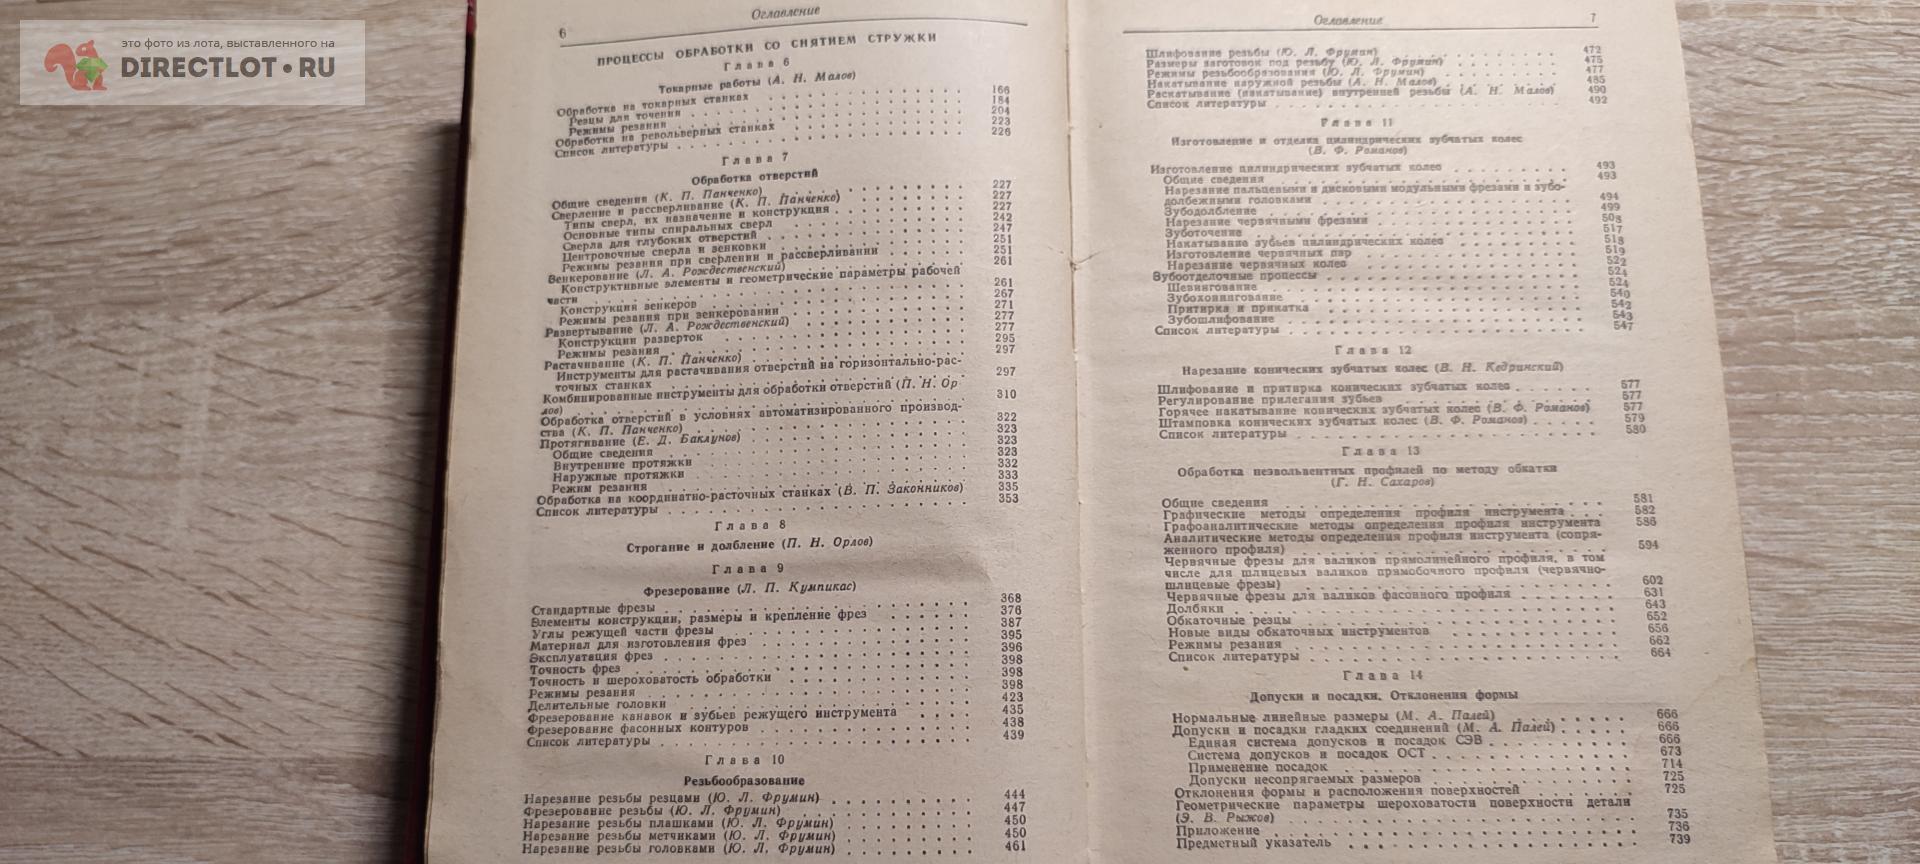 это фото из лота, выставленного на
DIRECTLOT•RU
6
Оглавление
ПРОЦЕССЫ ОБРАБОТКИ СО СНЯТИЕМ СТРУЖКИ
Глава 6
Токарные работы (А. Н. Малов)
Обработка на токарных станках 166
Резцы для точения 184
Режимы резания 204
Обработка на револьверных станках 223
Список литературы 226
Глава 7
Обработка отверстий
Общие сведения (К. П. Панченко) 227
Сверление и рассверливание (К. П. Панченко) 227
Типы сверл, их назначение и конструкция 227
Основные типы спиральных сверл 242
Сверла для глубоких отверстий 247
Центровочные сверла и зенковки 251
Режимы резания при сверлении и рассверливании 251
Зенкерование (Л. А. Рождественский) 261
Конструктивные элементы и геометрические параметры рабочей
части 261
Конструкция зенкеров 267
Режимы резания при зенкеровании 271
Развертывание (Л. А. Рождественский) 277
Конструкции разверток 277
Режимы резания 295
Растачивание (К. П. Панченко) 297
Инструменты для растачивания отверстий на горизонтально-рас-
точных станках 297
Комбинированные инструменты для обработки отверстий (П. Н. Ор
лов) 310
Обработка отверстий в условиях автоматизированного производ-
ства (К. П. Панченко) 322
Протягивание (Е. Д. Баклунов) 323
Общие сведения 323
Внутренние протяжки 323
Наружные протяжки 332
Режим резания 333
Обработка на координатно-расточных станках (В. П. Законников) 335
Список литературы 353
Глава 8
Строгание и долбление (П. Н. Орлов)
Глава 9
Фрезерование (Л. П. Кумпикас)
Стандартные фрезы 368
Элементы конструкции, размеры и крепление фрез 376
Углы режущей части фрезы 387
Материал для изготовления фрез 395
Эксплуатация фрез 396
Точность фрез 398
Точность и шероховатость обработки 398
Режимы резания 398
Делительные головки 423
Фрезерование канавок и зубьев режущего инструмента 435
Фрезерование фасонных контуров 438
Список литературы 439
Глава 10
Резьбообразование
Нарезание резьбы резцами (Ю. Л. Фрумин) 444
Фрезерование резьбы (Ю. Л. Фрумин) 447
Нарезание резьбы плашками (Ю. Л. Фрумин) 450
Нарезание резьбы метчиками (Ю. Л. Фрумин) 450
Нарезание резьбы головками (Ю. Л. Фрумин) 461
Оглавление
7
Шлифование резьбы (Ю. Л. Фрумин) 472
Размеры заготовок под резьбу (Ю. Л. Фрумин) 475
Режимы резьбообразования (Ю. Л. Фрумин) 477
Накатывание наружной резьбы (А. Н. Малов) 485
Раскатывание (накатывание) внутренней резьбы (А. Н. Малов) 490
Список литературы 492
Глава 11
Изготовление и отделка цилиндрических зубчатых колес
(В. Ф. Романов)
Изготовление цилиндрических зубчатых колес 493
Общие сведения 493
Нарезание пальцевыми и дисковыми модульными фрезами и зубо-
долбежными головками 494
Зубодолбление 499
Нарезание червячными фрезами 508
Зуботочение 517
Накатывание зубьев цилиндрических колес 518
Изготовление червячных пар 519
Нарезание червячных колес 522
Зубоотделочные процессы 524
Шевингование 524
Зубохонингование 540
Притирка и прикатка 542
Зубошлифование 543
Список литературы 547
Глава 12
Нарезание конических зубчатых колес (В. Н. Кедринский)
Шлифование и притирка конических зубчатых колес 577
Регулирование прилегания зубьев 577
Горячее накатывание конических зубчатых колес (В. Ф. Романов) 577
Штамповка конических зубчатых колес (В. Ф. Романов) 579
Список литературы 580
Глава 13
Обработка неэвольвентных профилей по методу обкатки
(Г. Н. Сахаров)
Общие сведения 581
Графические методы определения профиля инструмента 582
Графоаналитические методы определения профиля инструмента 586
Аналитические методы определения профиля инструмента (сопря-
женного профиля) 594
Червячные фрезы для валиков прямолинейного профиля, в том
числе для шлицевых валиков прямобочного профиля (червячно-
шлицевые фрезы) 602
Червячные фрезы для валиков фасонного профиля 631
Долбяки 643
Обкаточные резцы 652
Новые виды обкаточных инструментов 656
Режимы резания 662
Список литературы 664
Глава 14
Допуски и посадки. Отклонения формы
Нормальные линейные размеры (М. А. Палей) 666
Допуски и посадки гладких соединений (М. А. Палей) 666
Единая система допусков и посадок СЭВ 666
Система допусков и посадок ОСТ 673
Применение посадок 714
Допуски несопрягаемых размеров 725
Отклонения формы и расположения поверхностей 725
Геометрические параметры шероховатости поверхности детали
(Э. В. Рыжов) 735
Приложение 736
Предметный указатель 739